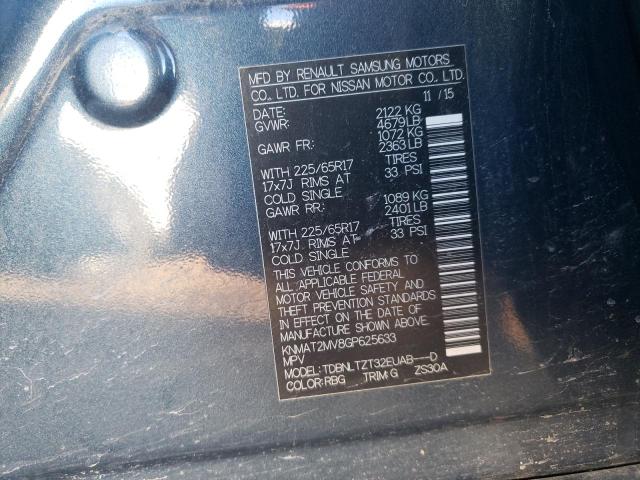 MFD BY RENAULT SAMSUNG MOTORS
CO., LTD. FOR NISSAN MOTOR CO., LTD.
DATE: 11 / 15
GVWR: 2122 KG
4679 LB
GAWR FR: 1072 KG
2363 LB
WITH 225/65R17 TIRES
17x7J RIMS AT 33 PSI
COLD SINGLE
GAWR RR: 1089 KG
2401 LB
WITH 225/65R17 TIRES
17x7J RIMS AT 33 PSI
COLD SINGLE
THIS VEHICLE CONFORMS TO
ALL APPLICABLE FEDERAL
MOTOR VEHICLE SAFETY AND
THEFT PREVENTION STANDARDS
IN EFFECT ON THE DATE OF
MANUFACTURE SHOWN ABOVE.
KNMAT2MV8GP625633
MPV
MODEL: TDBNLTZT32EUAB---D
COLOR: RBG TRIM: G ZS30A